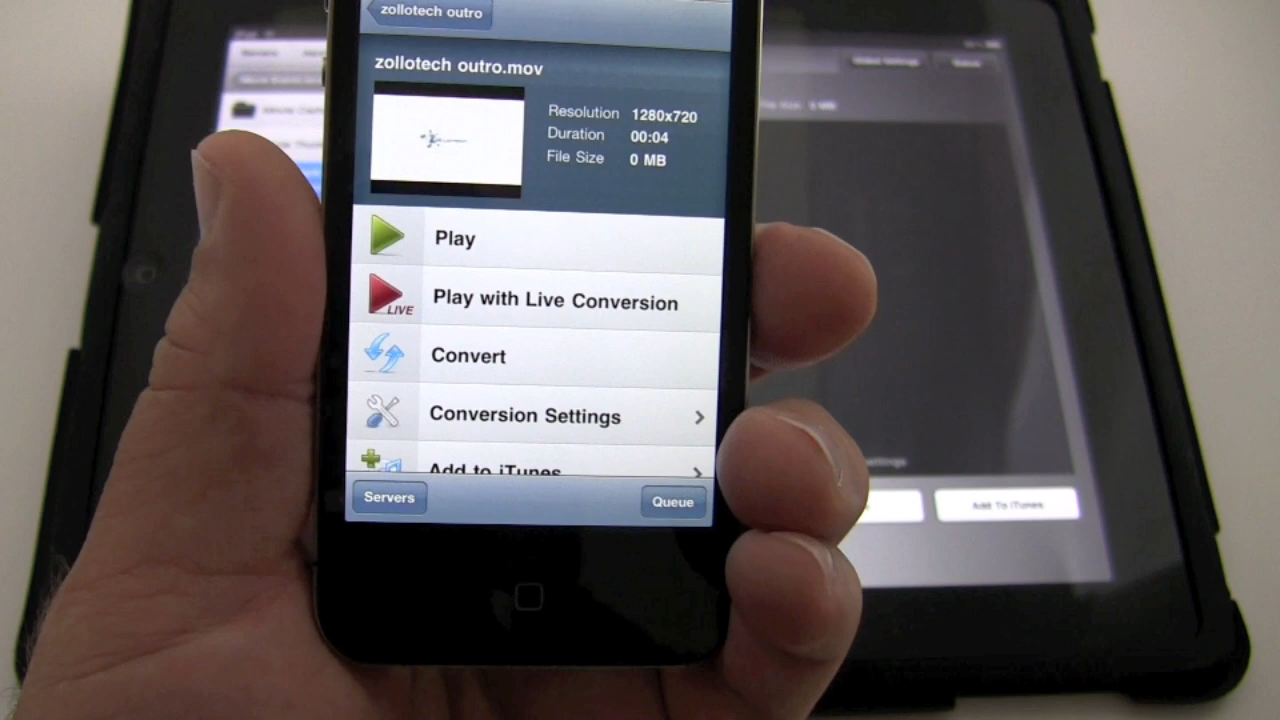 zollotech outro
zollotech outro.mov
Resolution 1280x720
Duration 00:04
File Size 0 MB
Play
LIVE
Play with Live Conversion
Convert
Conversion Settings
Add to iTunes
Servers
Queue
Add To iTunes